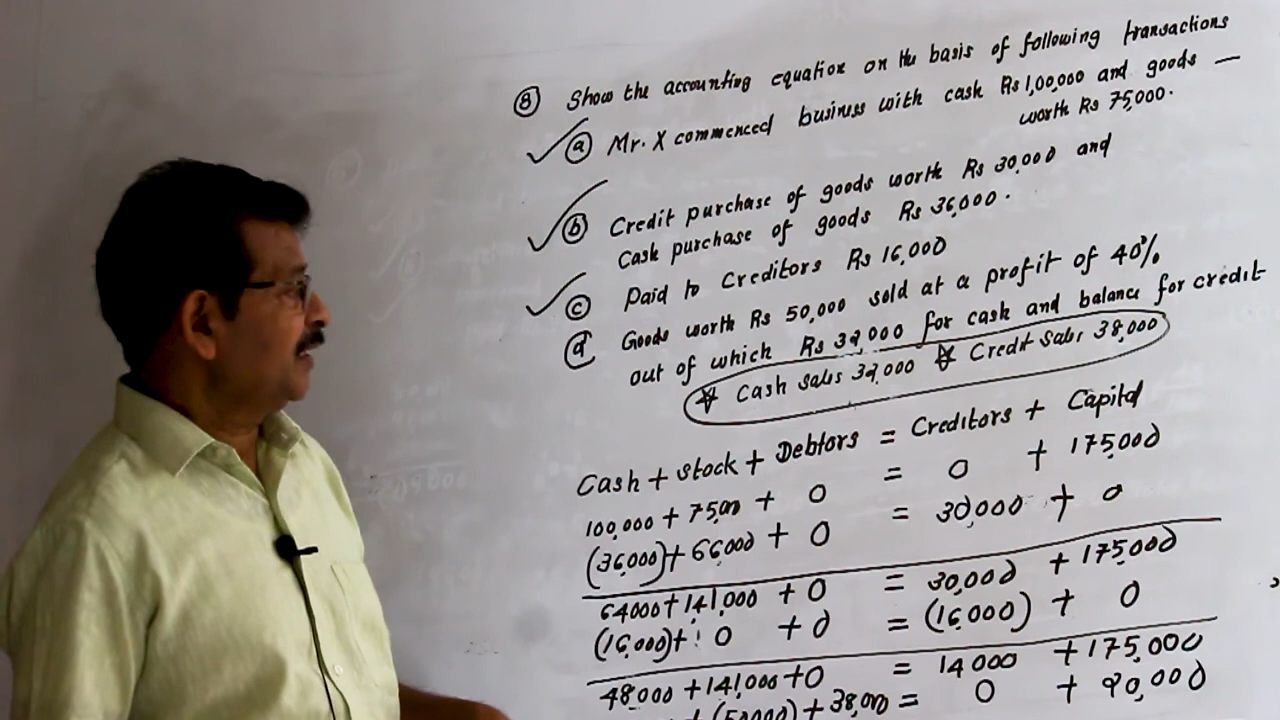 ⑧ Show the accounting equation on the basis of following transactions
ⓐ Mr. X commenced business with cash Rs 1,00,000 and goods —
worth Rs 75,000.
ⓑ Credit purchase of goods worth Rs 30,000 and
Cash purchase of goods Rs 36,000.
ⓒ Paid to Creditors Rs 16,000
ⓓ Goods worth Rs 50,000 sold at a profit of 40%
out of which Rs 32,000 for cash and balance for credit
☆ Cash Sales 32,000 ☆ Credit Sales 38,000
Cash + Stock + Debtors = Creditors + Capital
100,000 + 75,000 + 0 = 0 + 175,000
(36,000) + 66,000 + 0 = 30,000 + 0
64000 + 1,41,000 + 0 = 30,000 + 175,000
(16,000) + 0 + 0 = (16,000) + 0
48,000 + 141,000 + 0 = 14000 + 175,000
+ (50000) + 38,000 = 0 + 20,000